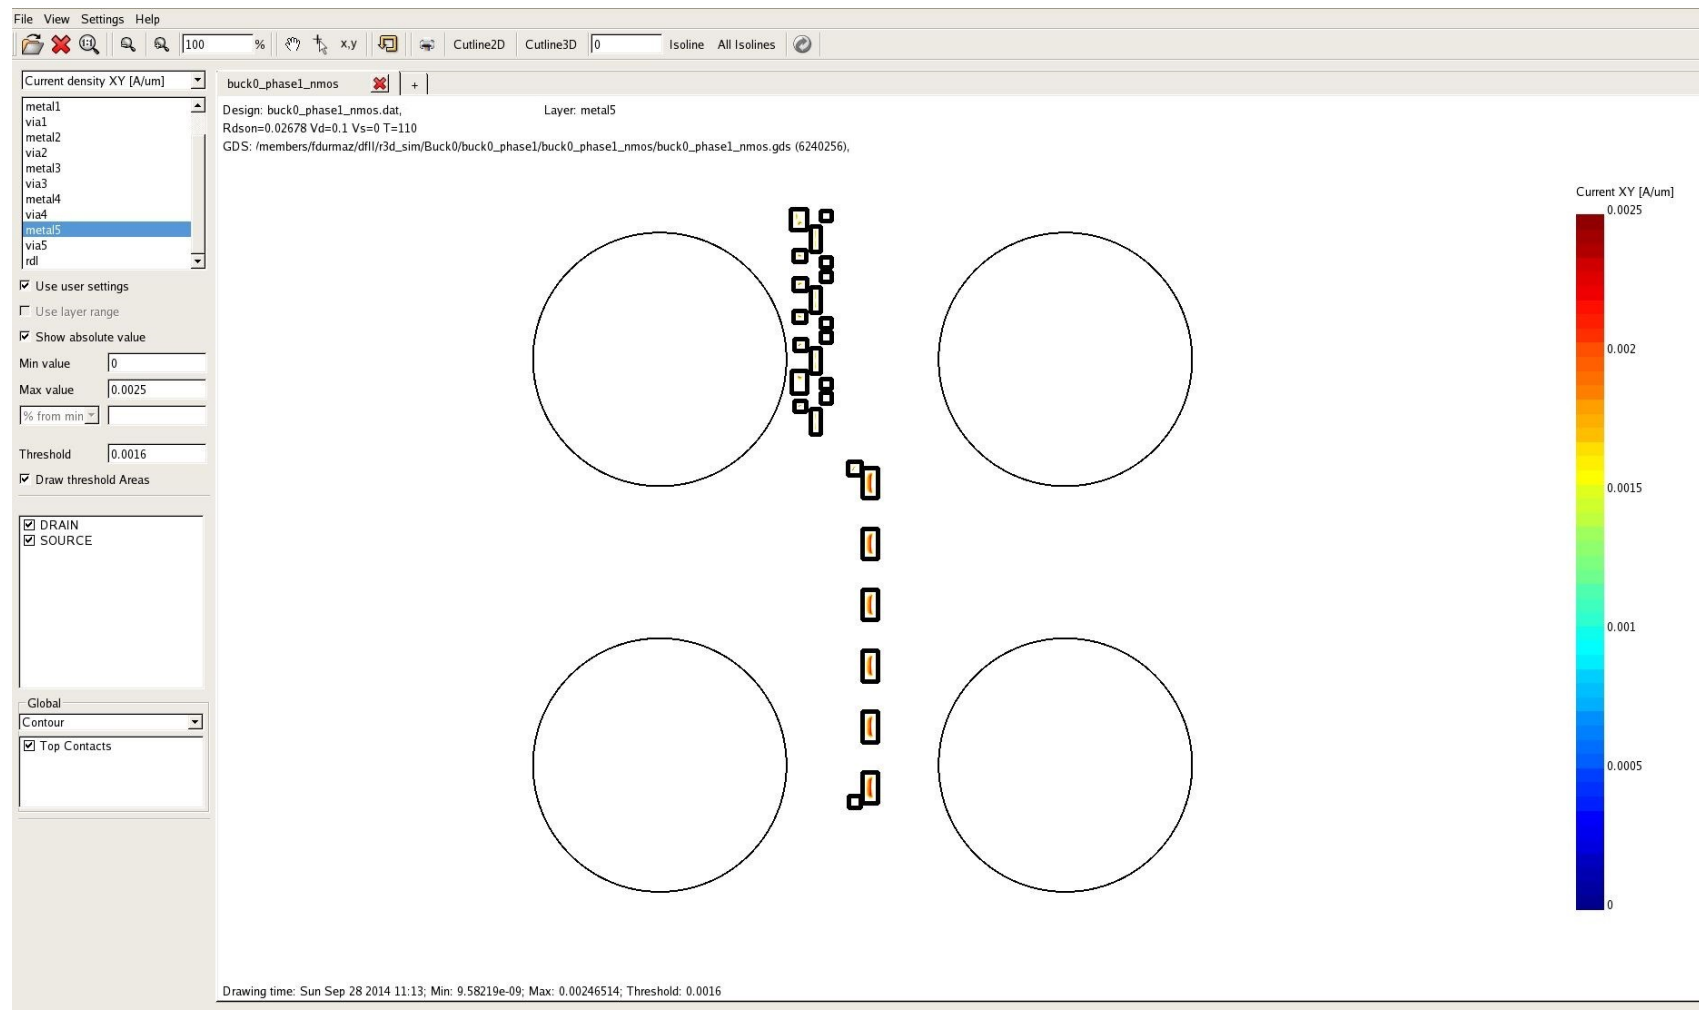 File View Settings Help
100 % x,y Cutline2D Cutline3D 0 Isoline All Isolines
Current density XY [A/um]
metal1
via1
metal2
via2
metal3
via3
metal4
via4
metal5
via5
rdl
Use user settings
Use layer range
Show absolute value
Min value 0
Max value 0.0025
% from min
Threshold 0.0016
Draw threshold Areas
DRAIN
SOURCE
Global
Contour
Top Contacts
buck0_phase1_nmos +
Design: buck0_phase1_nmos.dat, Layer: metal5
Rdson=0.02678 Vd=0.1 Vs=0 T=110
GDS: /members/fdurmaz/dfII/r3d_sim/Buck0/buck0_phase1/buck0_phase1_nmos/buck0_phase1_nmos.gds (6240256),
Current XY [A/um]
0.0025
0.002
0.0015
0.001
0.0005
0
Drawing time: Sun Sep 28 2014 11:13; Min: 9.58219e-09; Max: 0.00246514; Threshold: 0.0016